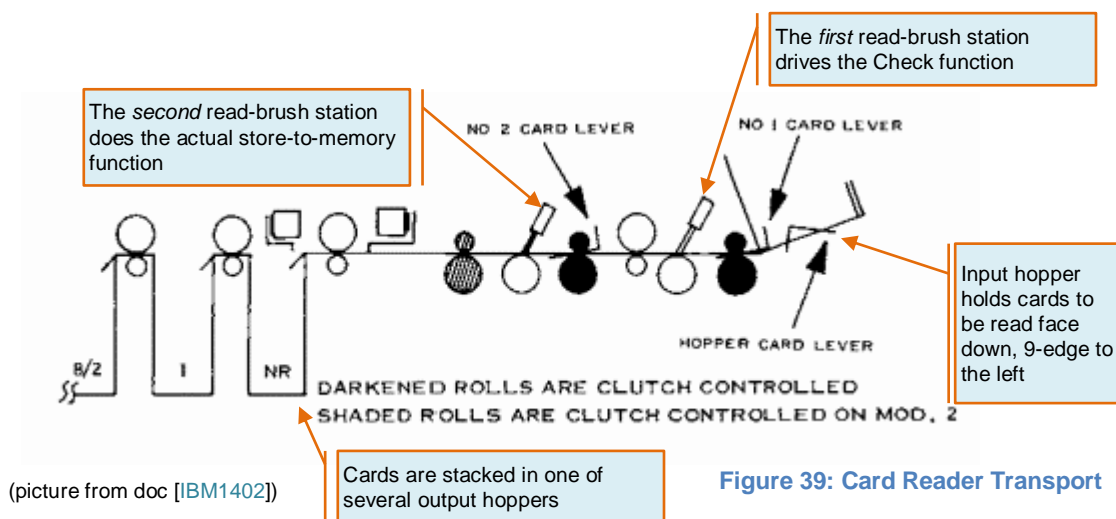 The first read-brush station
drives the Check function
The second read-brush station
does the actual store-to-memory
function
NO 2 CARD LEVER
NO 1 CARD LEVER
Input hopper
holds cards to
be read face
down, 9-edge to
the left
HOPPER CARD LEVER
8/2
1
NR
DARKENED ROLLS ARE CLUTCH CONTROLLED
SHADED ROLLS ARE CLUTCH CONTROLLED ON MOD. 2
Cards are stacked in one of
several output hoppers
(picture from doc [IBM1402])
Figure 39: Card Reader Transport